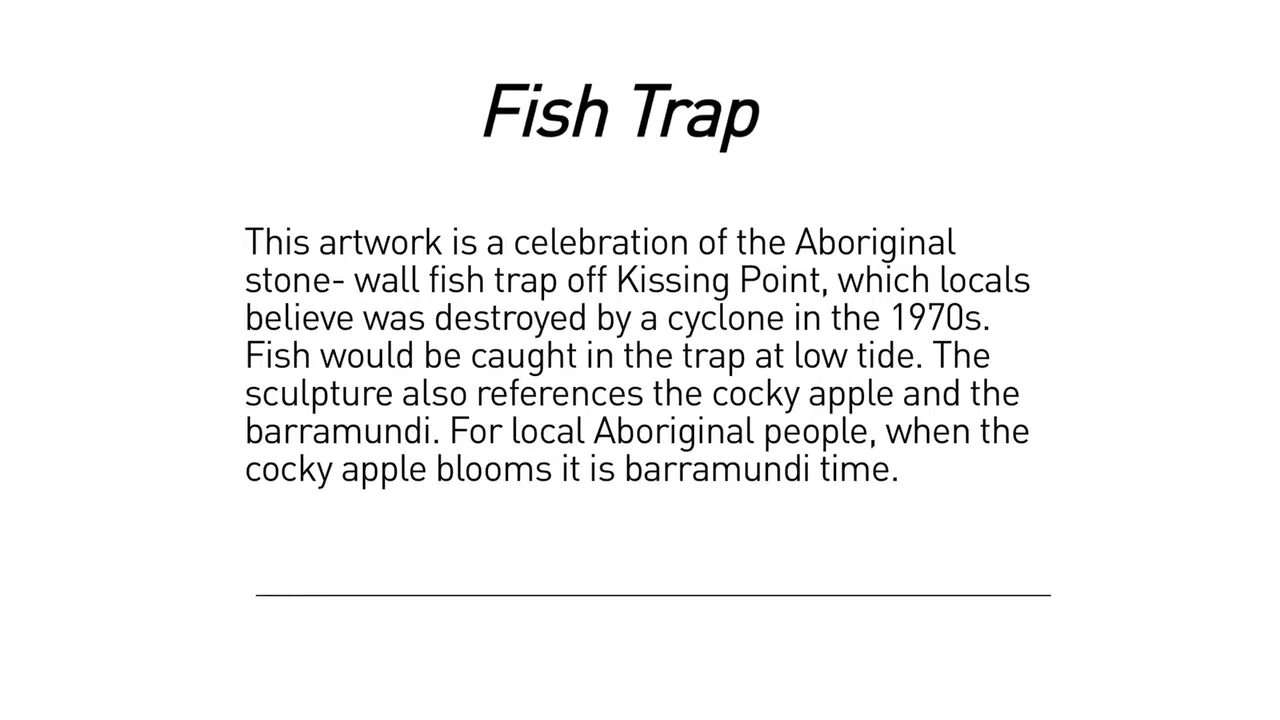 Fish Trap
This artwork is a celebration of the Aboriginal
stone- wall fish trap off Kissing Point, which locals
believe was destroyed by a cyclone in the 1970s.
Fish would be caught in the trap at low tide. The
sculpture also references the cocky apple and the
barramundi. For local Aboriginal people, when the
cocky apple blooms it is barramundi time.